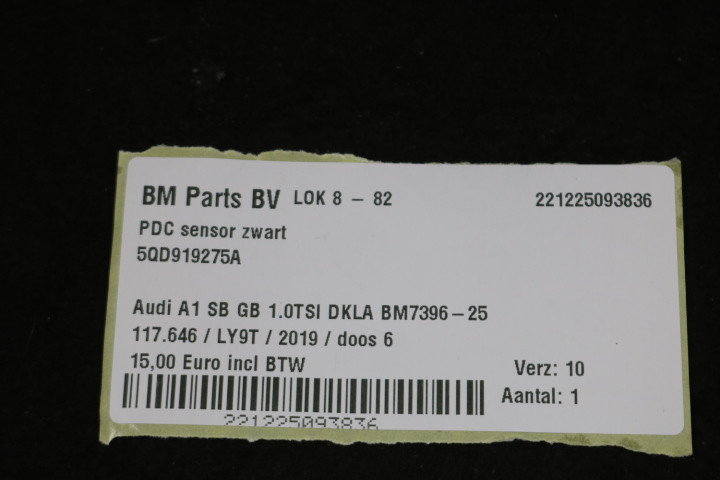 BM Parts BV LOK 8 – 82 221225093836
PDC sensor zwart
5QD919275A
Audi A1 SB GB 1.0TSI DKLA BM7396–25
117.646 / LY9T / 2019 / doos 6
15,00 Euro incl BTW Verz: 10
Aantal: 1
221225093836